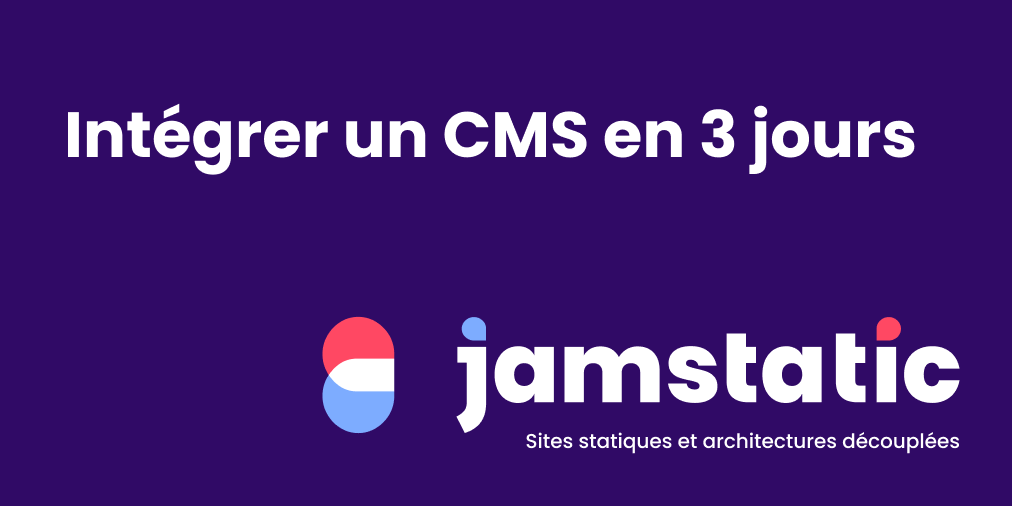 Intégrer un CMS en 3 jours
jamstatic
Sites statiques et architectures découplées